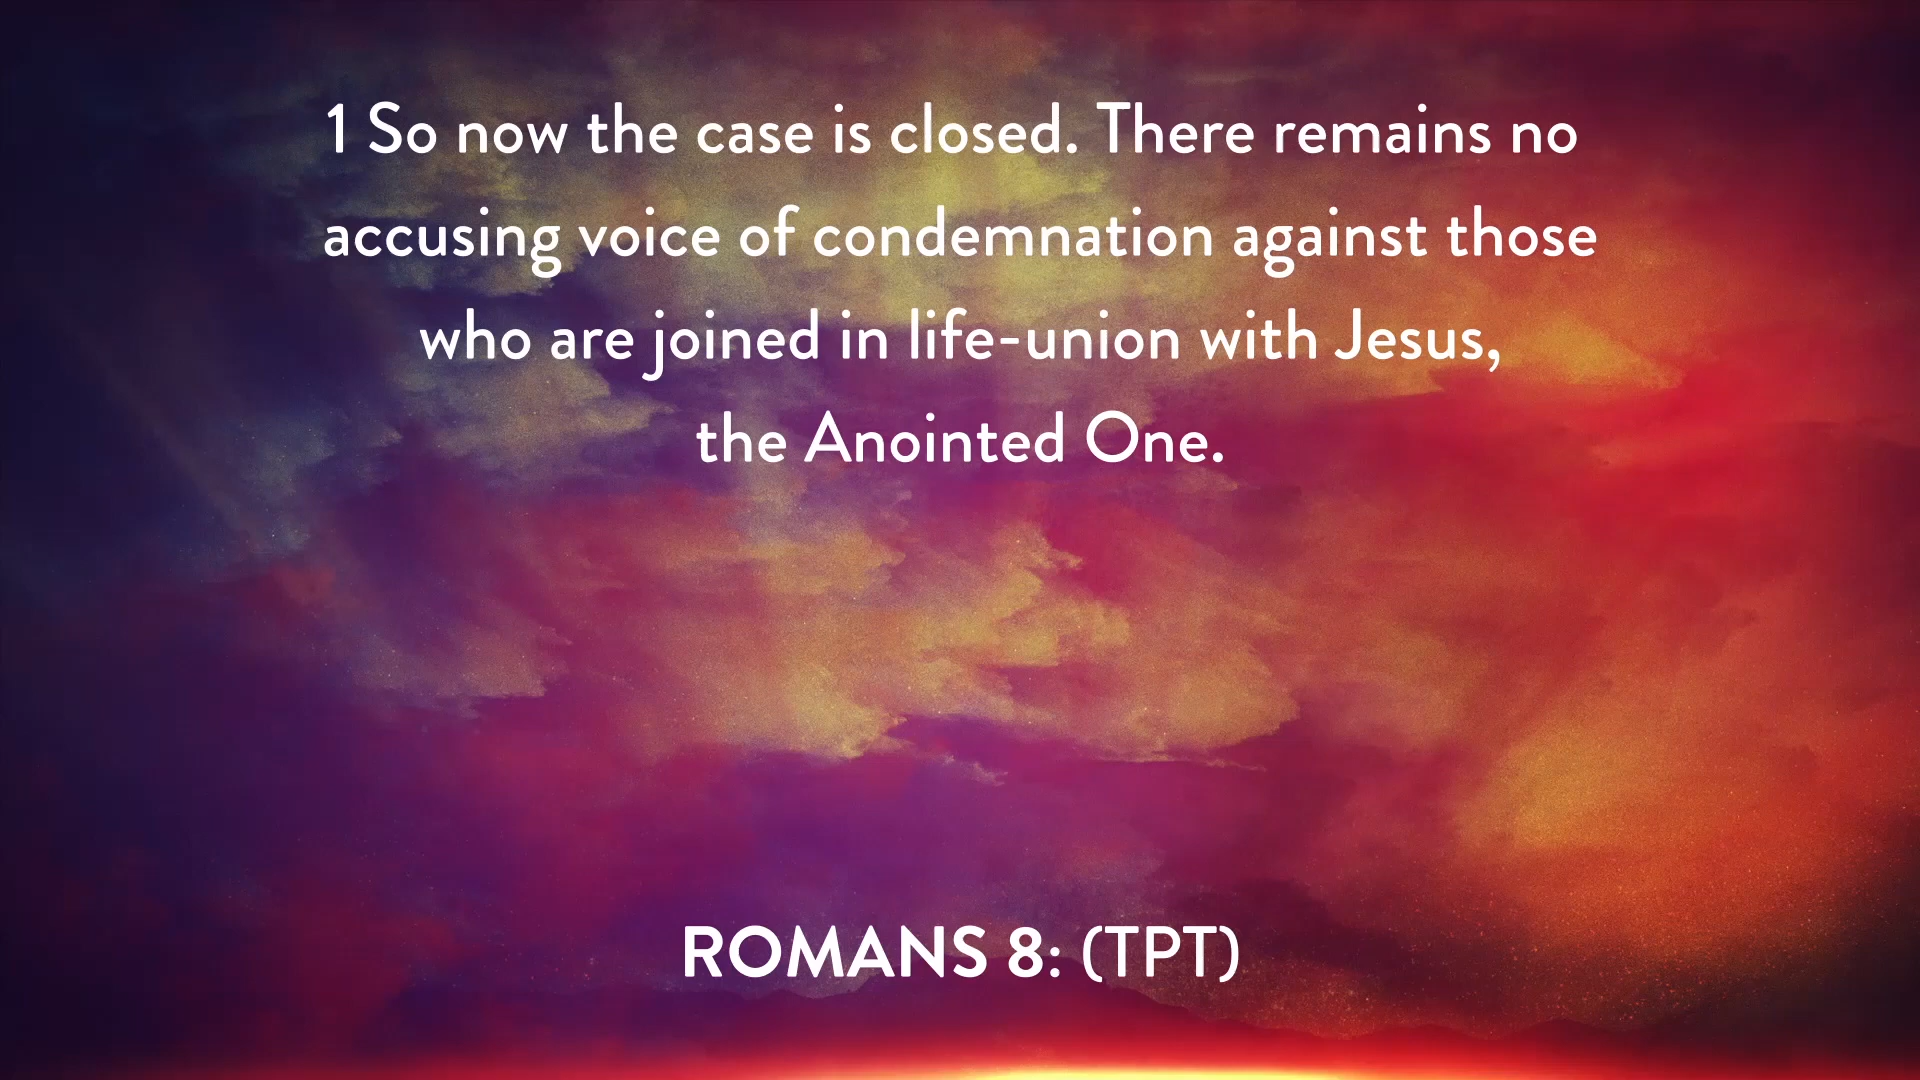 1 So now the case is closed. There remains no
accusing voice of condemnation against those
who are joined in life-union with Jesus,
the Anointed One.
ROMANS 8: (TPT)